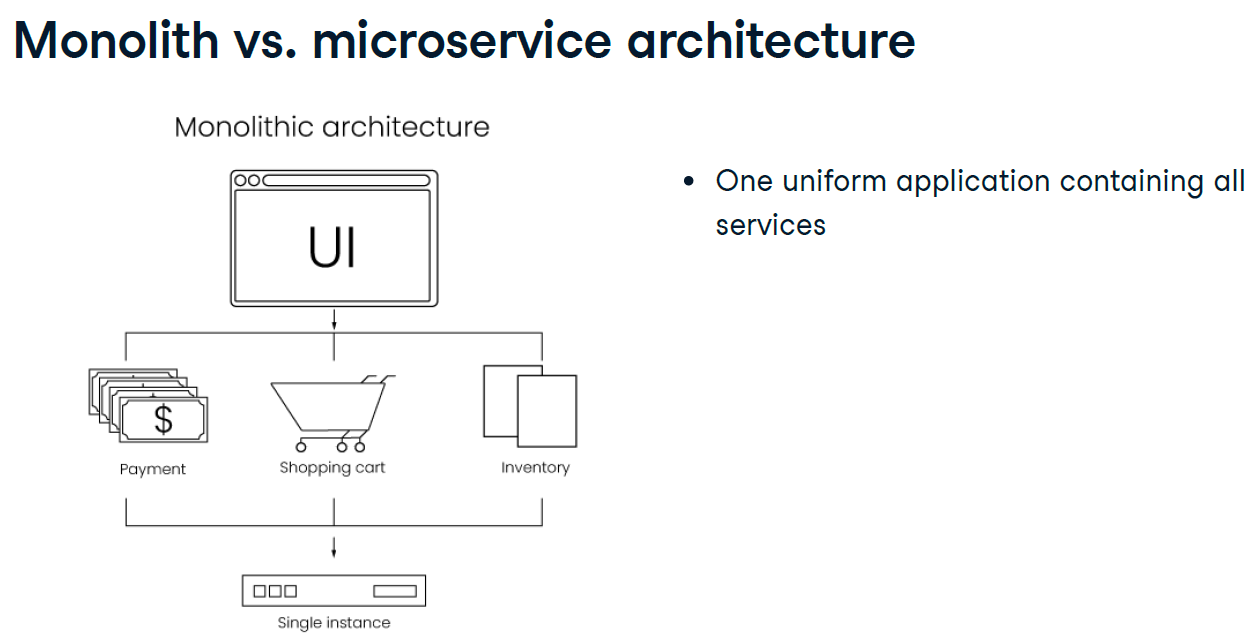 Monolith vs. microservice architecture
Monolithic architecture
UI
$
Payment
Shopping cart
Inventory
Single instance
• One uniform application containing all
services